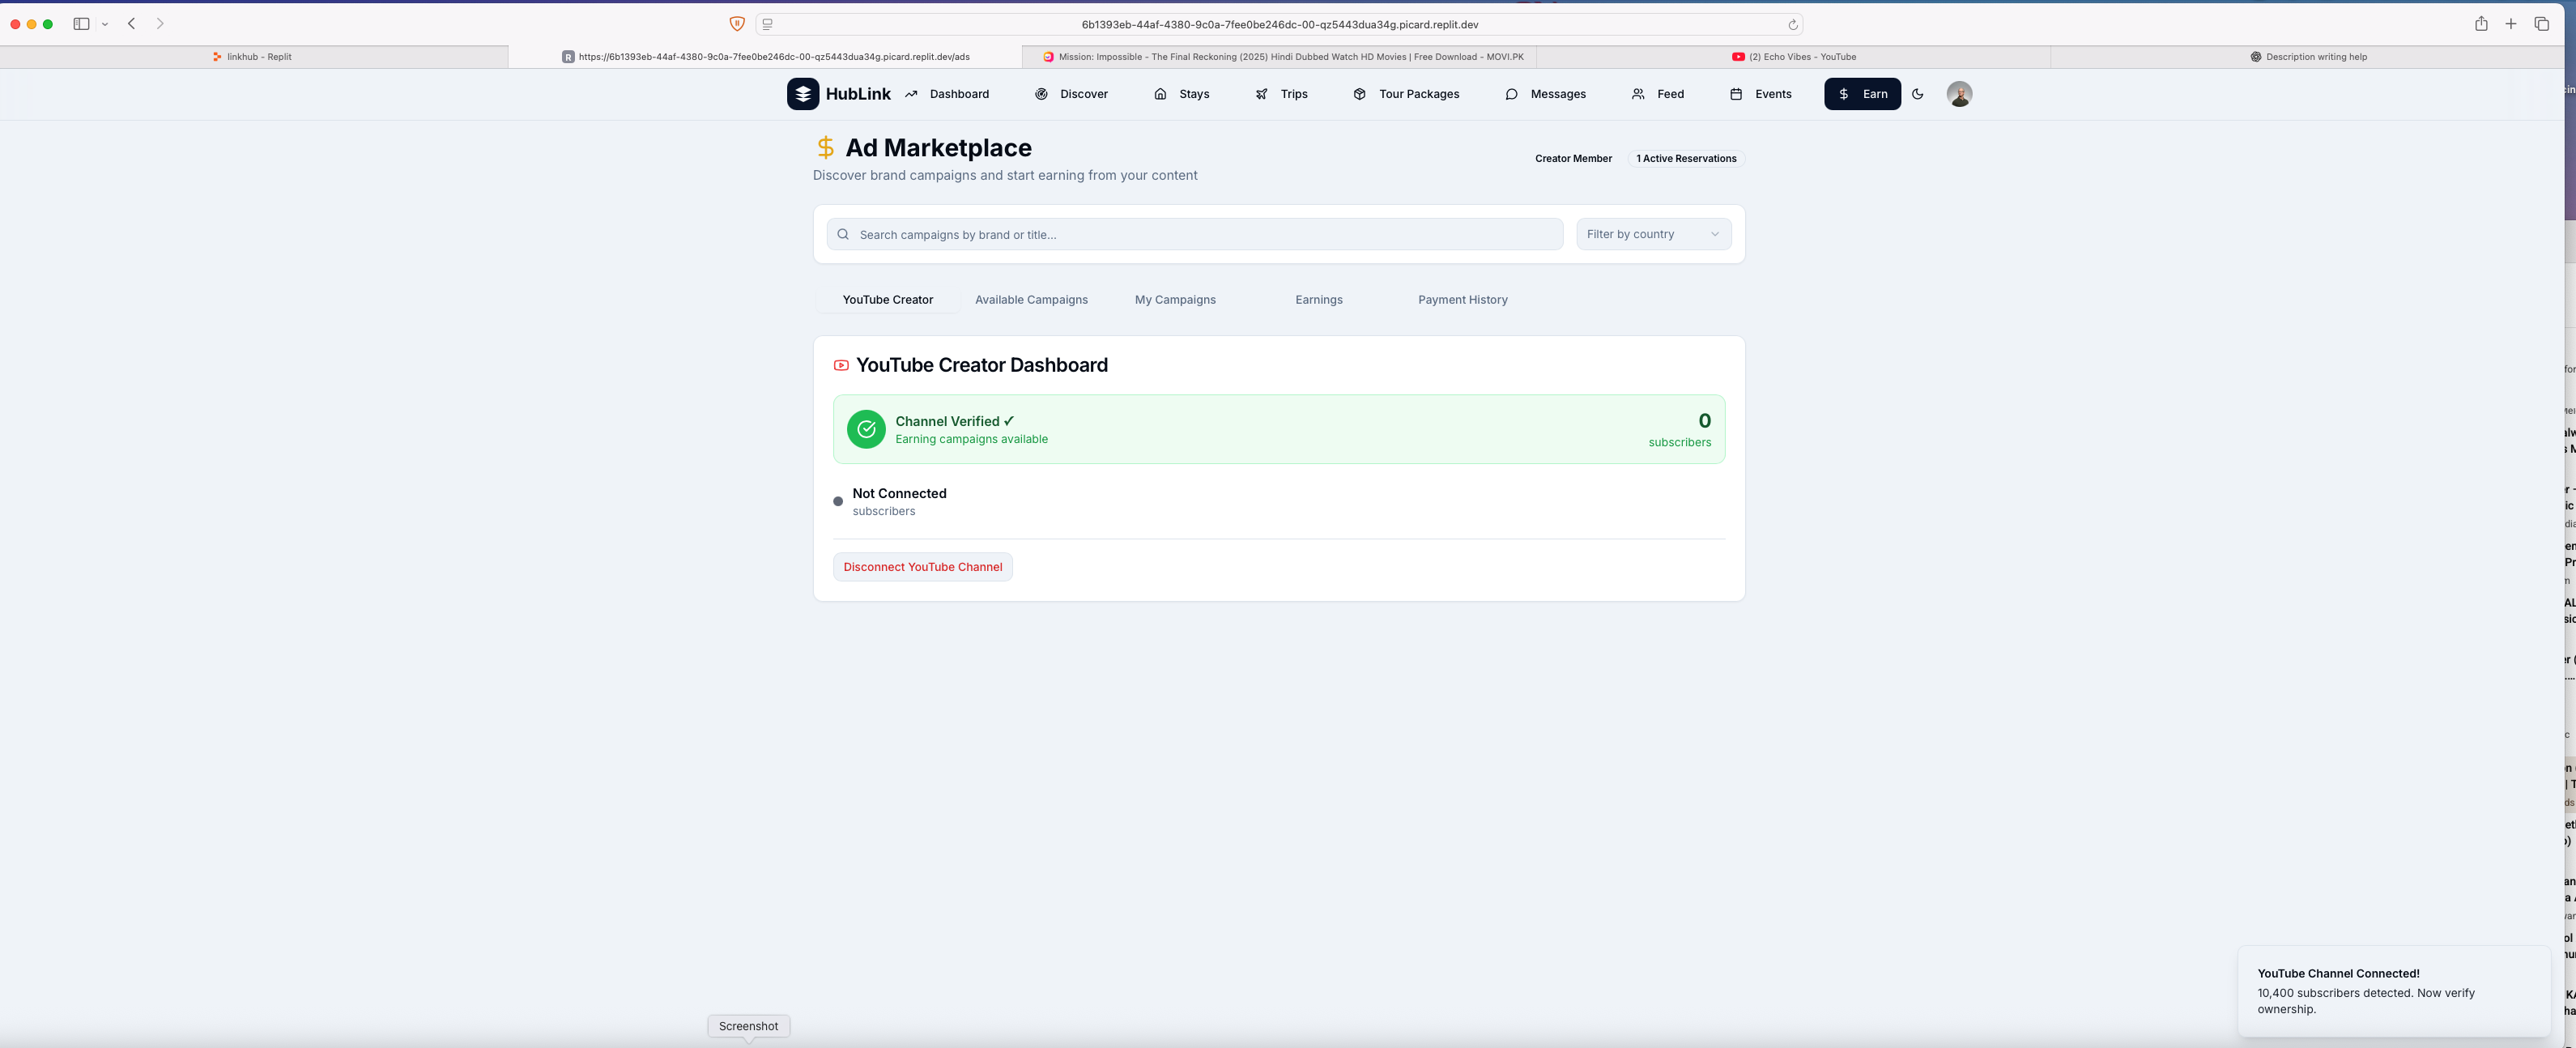 6b1393eb-44af-4380-9c0a-7fee0be246dc-00-qz5443dua34g.picard.replit.dev
linkhub - Replit
https://6b1393eb-44af-4380-9c0a-7fee0be246dc-00-qz5443dua34g.picard.replit.dev/ads
Mission: Impossible - The Final Reckoning (2025) Hindi Dubbed Watch HD Movies | Free Download - MOVI.PK
(2) Echo Vibes - YouTube
Description writing help
HubLink
Dashboard
Discover
Stays
Trips
Tour Packages
Messages
Feed
Events
Earn
Ad Marketplace
Discover brand campaigns and start earning from your content
Creator Member
1 Active Reservations
Search campaigns by brand or title...
Filter by country
YouTube Creator
Available Campaigns
My Campaigns
Earnings
Payment History
YouTube Creator Dashboard
Channel Verified ✓
Earning campaigns available
0
subscribers
Not Connected
subscribers
Disconnect YouTube Channel
YouTube Channel Connected!
10,400 subscribers detected. Now verify
ownership.
Screenshot